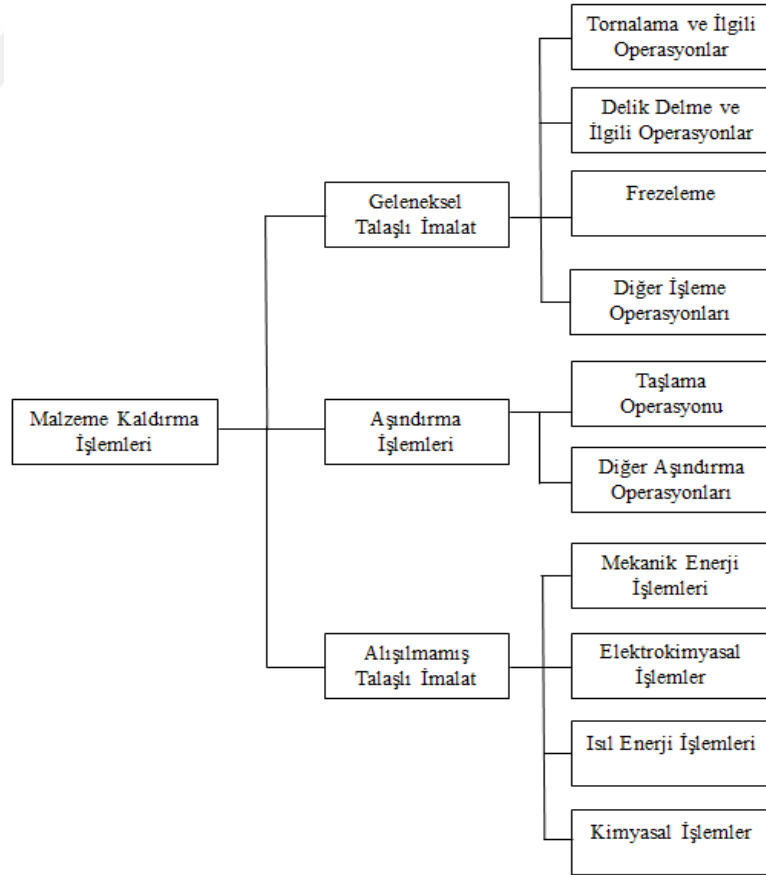 Tornalama ve İlgili
Operasyonlar
Delik Delme ve
İlgili Operasyonlar
Geleneksel
Talaşlı İmalat
Frezeleme
Diğer İşleme
Operasyonları
Malzeme Kaldırma
İşlemleri
Aşındırma
İşlemleri
Taşlama
Operasyonu
Diğer Aşındırma
Operasyonları
Mekanik Enerji
İşlemleri
Alışılmamış
Talaşlı İmalat
Elektrokimyasal
İşlemler
Isıl Enerji İşlemleri
Kimyasal İşlemler